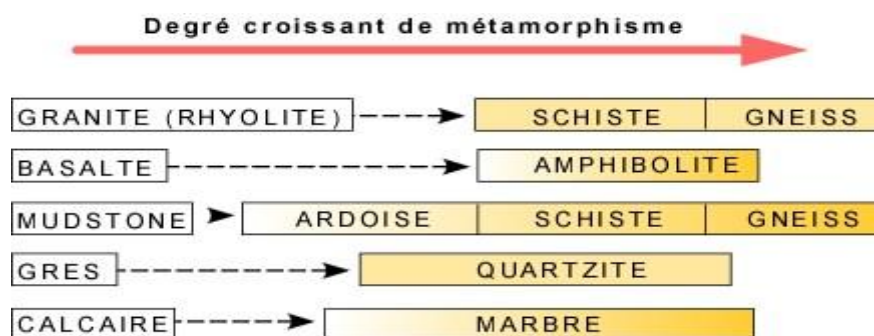 Degré croissant de métamorphisme
GRANITE (RHYOLITE) SCHISTE GNEISS
BASALTE AMPHIBOLITE
MUDSTONE ARDOISE SCHISTE GNEISS
GRES QUARTZITE
CALCAIRE MARBRE